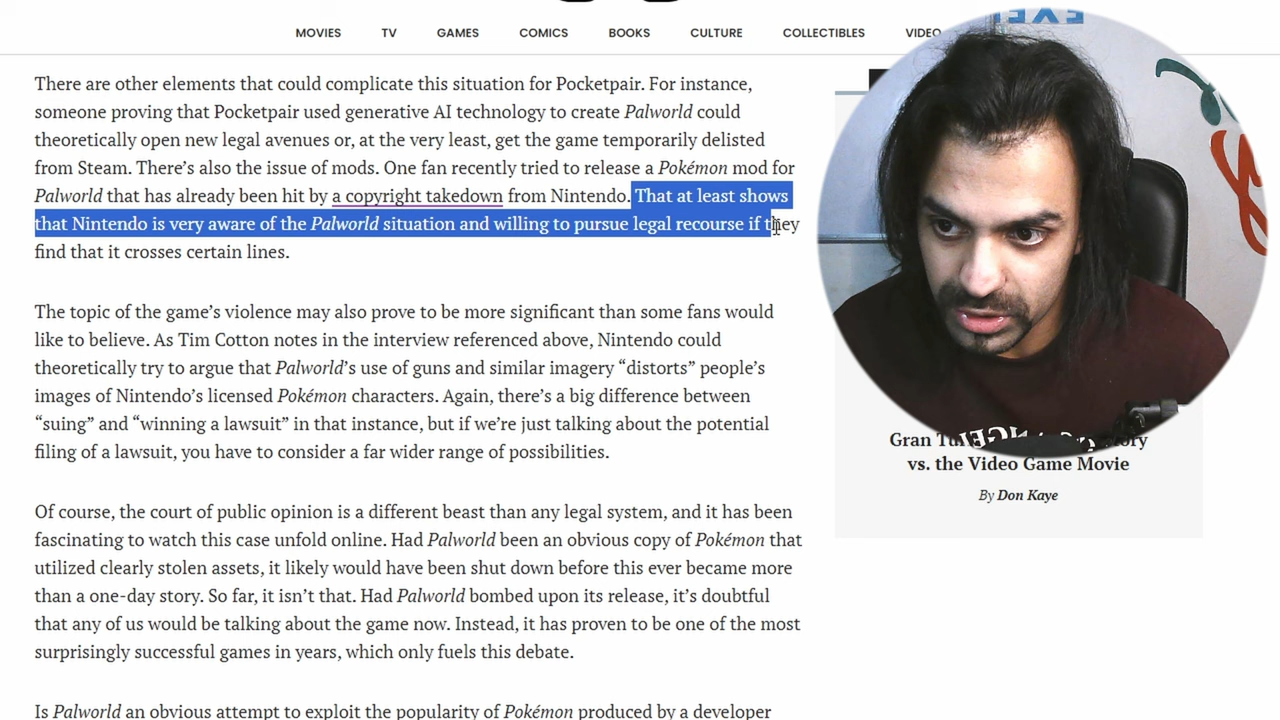 MOVIES TV GAMES COMICS BOOKS CULTURE COLLECTIBLES VIDEO
There are other elements that could complicate this situation for Pocketpair. For instance,
someone proving that Pocketpair used generative AI technology to create Palworld could
theoretically open new legal avenues or, at the very least, get the game temporarily delisted
from Steam. There’s also the issue of mods. One fan recently tried to release a Pokémon mod for
Palworld that has already been hit by a copyright takedown from Nintendo. That at least shows
that Nintendo is very aware of the Palworld situation and willing to pursue legal recourse if they
find that it crosses certain lines.
The topic of the game’s violence may also prove to be more significant than some fans would
like to believe. As Tim Cotton notes in the interview referenced above, Nintendo could
theoretically try to argue that Palworld’s use of guns and similar imagery “distorts” people’s
images of Nintendo’s licensed Pokémon characters. Again, there’s a big difference between
“suing” and “winning a lawsuit” in that instance, but if we’re just talking about the potential
filing of a lawsuit, you have to consider a far wider range of possibilities.
Of course, the court of public opinion is a different beast than any legal system, and it has been
fascinating to watch this case unfold online. Had Palworld been an obvious copy of Pokémon that
utilized clearly stolen assets, it likely would have been shut down before this ever became more
than a one-day story. So far, it isn’t that. Had Palworld bombed upon its release, it’s doubtful
that any of us would be talking about the game now. Instead, it has proven to be one of the most
surprisingly successful games in years, which only fuels this debate.
Is Palworld an obvious attempt to exploit the popularity of Pokémon produced by a developer
Gran
vs. the Video Game Movie
By Don Kaye